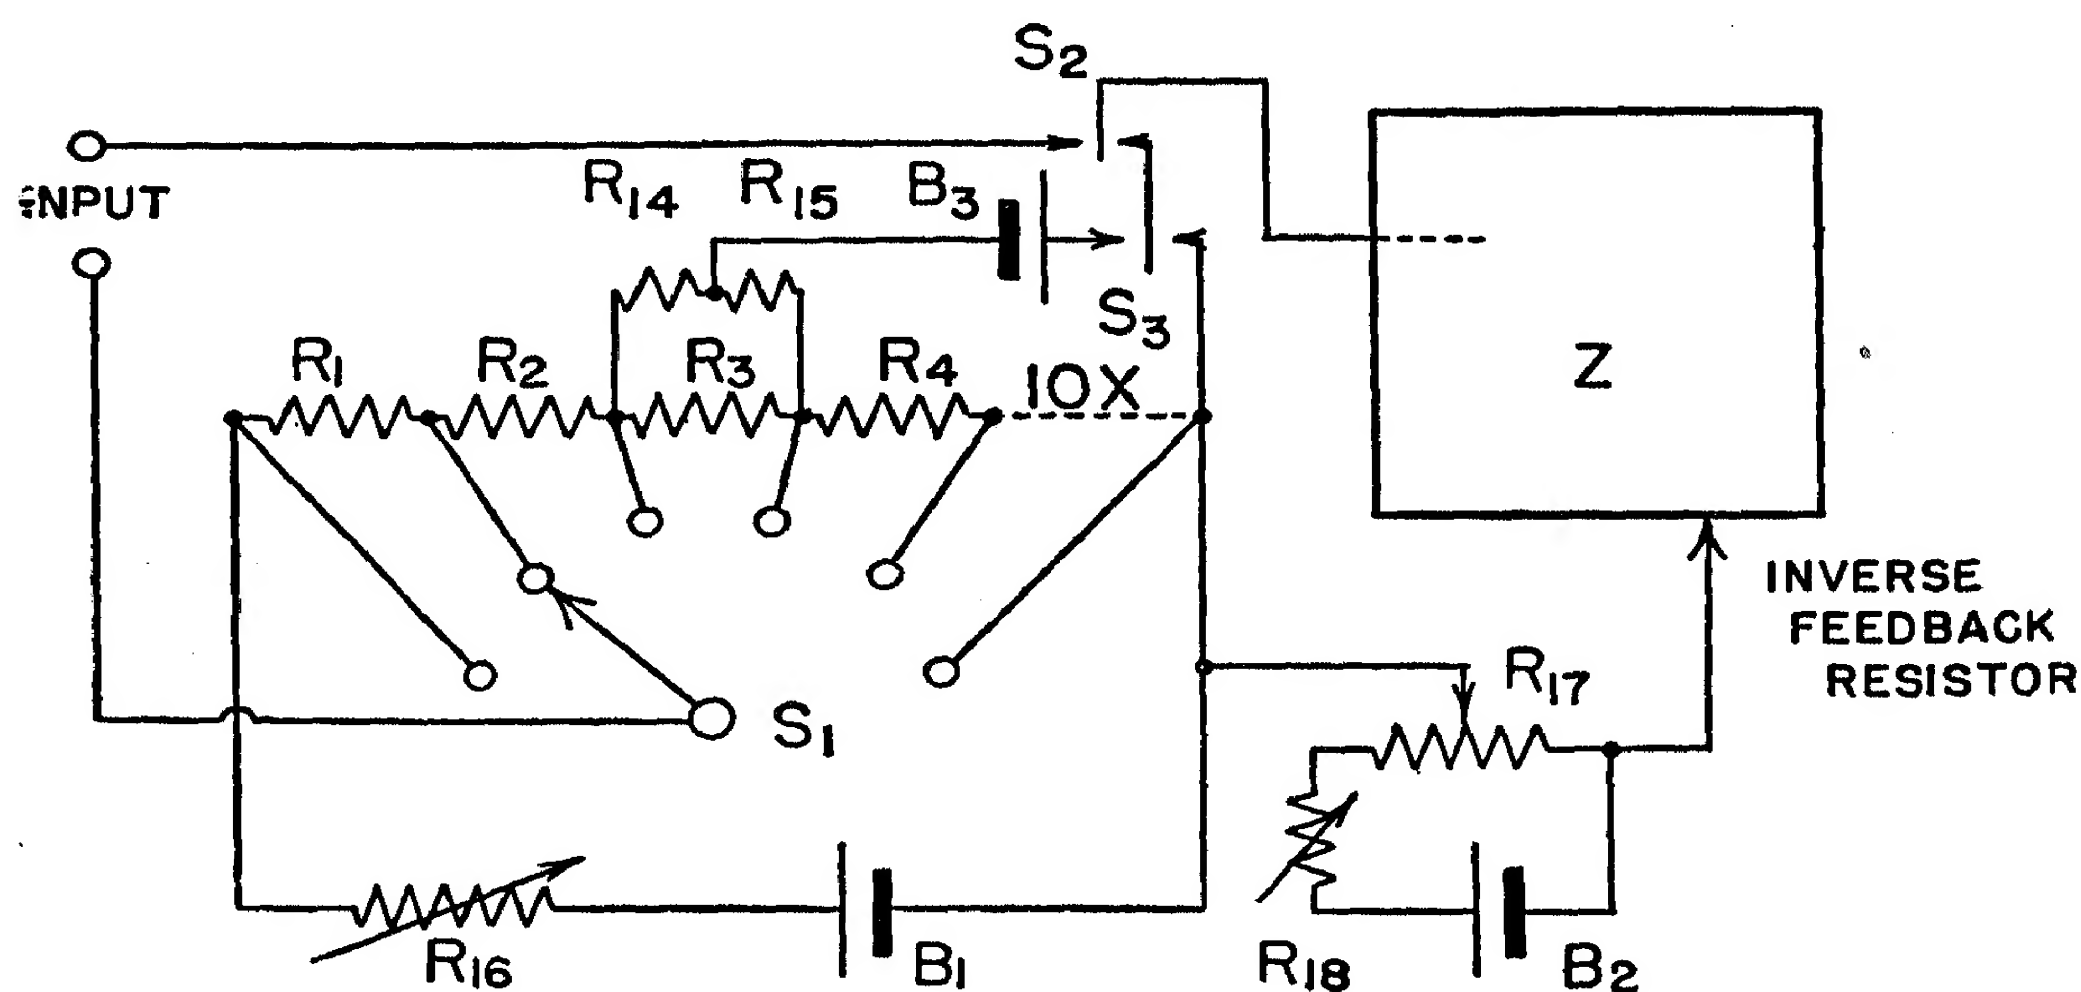 S2
INPUT
R14
R15
B3
S3
R1
R2
R3
R4
10X
Z
INVERSE
FEEDBACK
RESISTOR
S1
R17
R16
B1
R18
B2